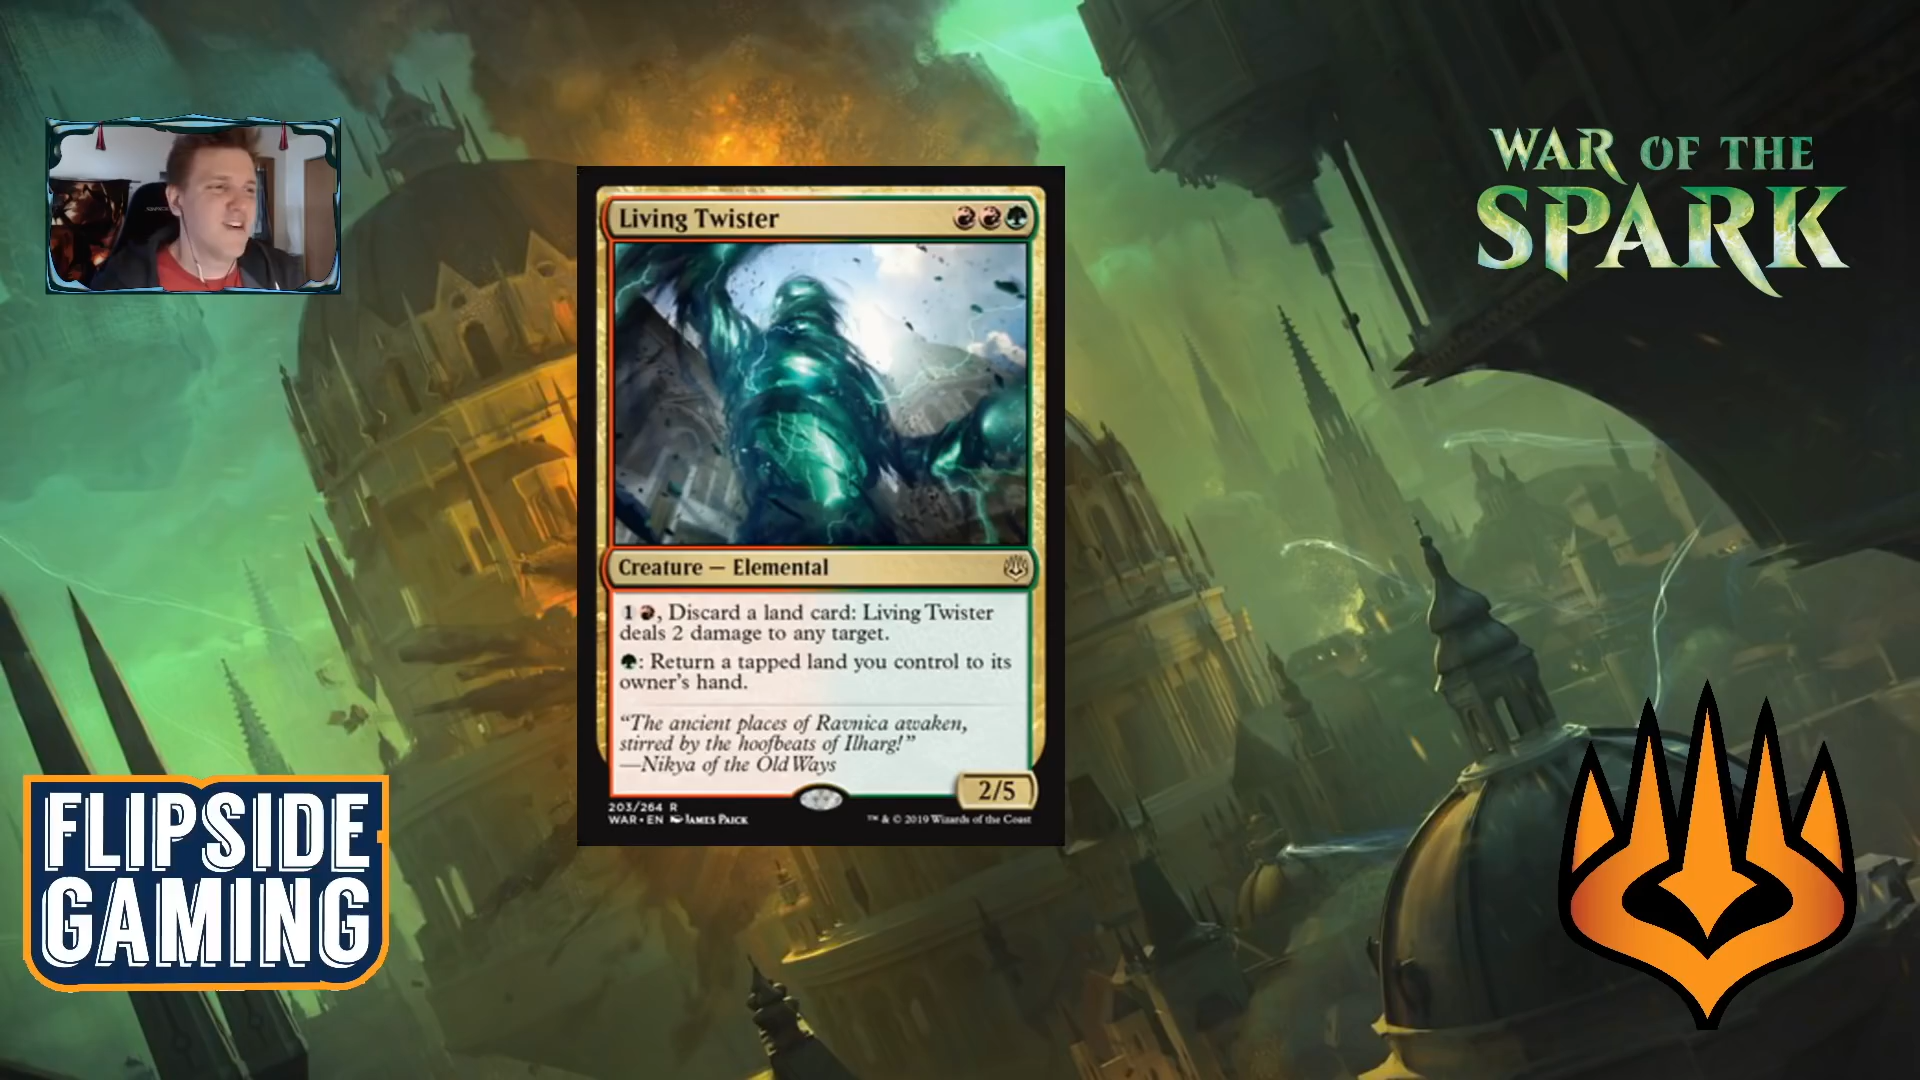 WAR OF THE
SPARK
Living Twister
Creature — Elemental
1 , Discard a land card: Living Twister
deals 2 damage to any target.
: Return a tapped land you control to its
owner's hand.
“The ancient places of Ravnica awaken,
stirred by the hoofbeats of Ilharg!”
—Nikya of the Old Ways
2/5
203/264 R
WAR • EN James Paick
™ & © 2019 Wizards of the Coast
FLIPSIDE
GAMING